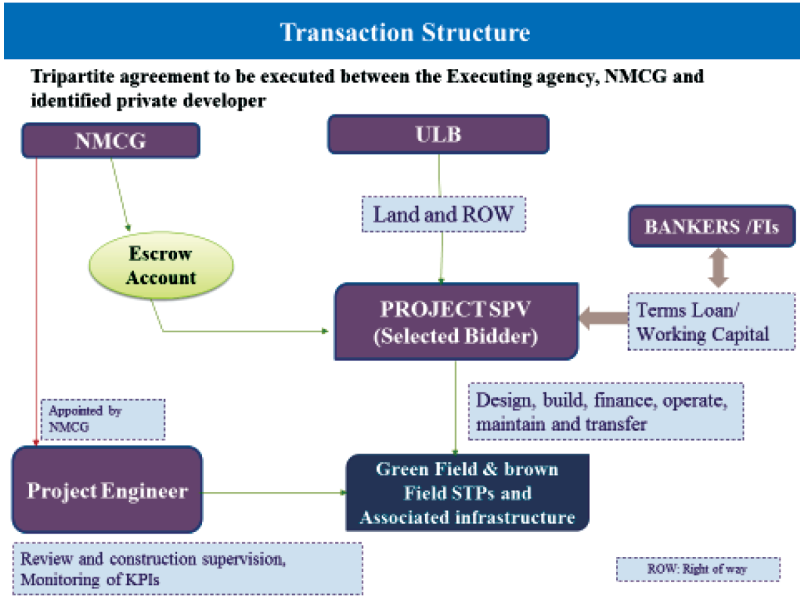 Transaction Structure
Tripartite agreement to be executed between the Executing agency, NMCG and
identified private developer
NMCG
ULB
Land and ROW
BANKERS /FIs
Escrow
Account
PROJECT SPV
(Selected Bidder)
Terms Loan/
Working Capital
Design, build, finance, operate,
maintain and transfer
Appointed by
NMCG
Project Engineer
Green Field & brown
Field STPs and
Associated infrastructure
Review and construction supervision,
Monitoring of KPIs
ROW: Right of way